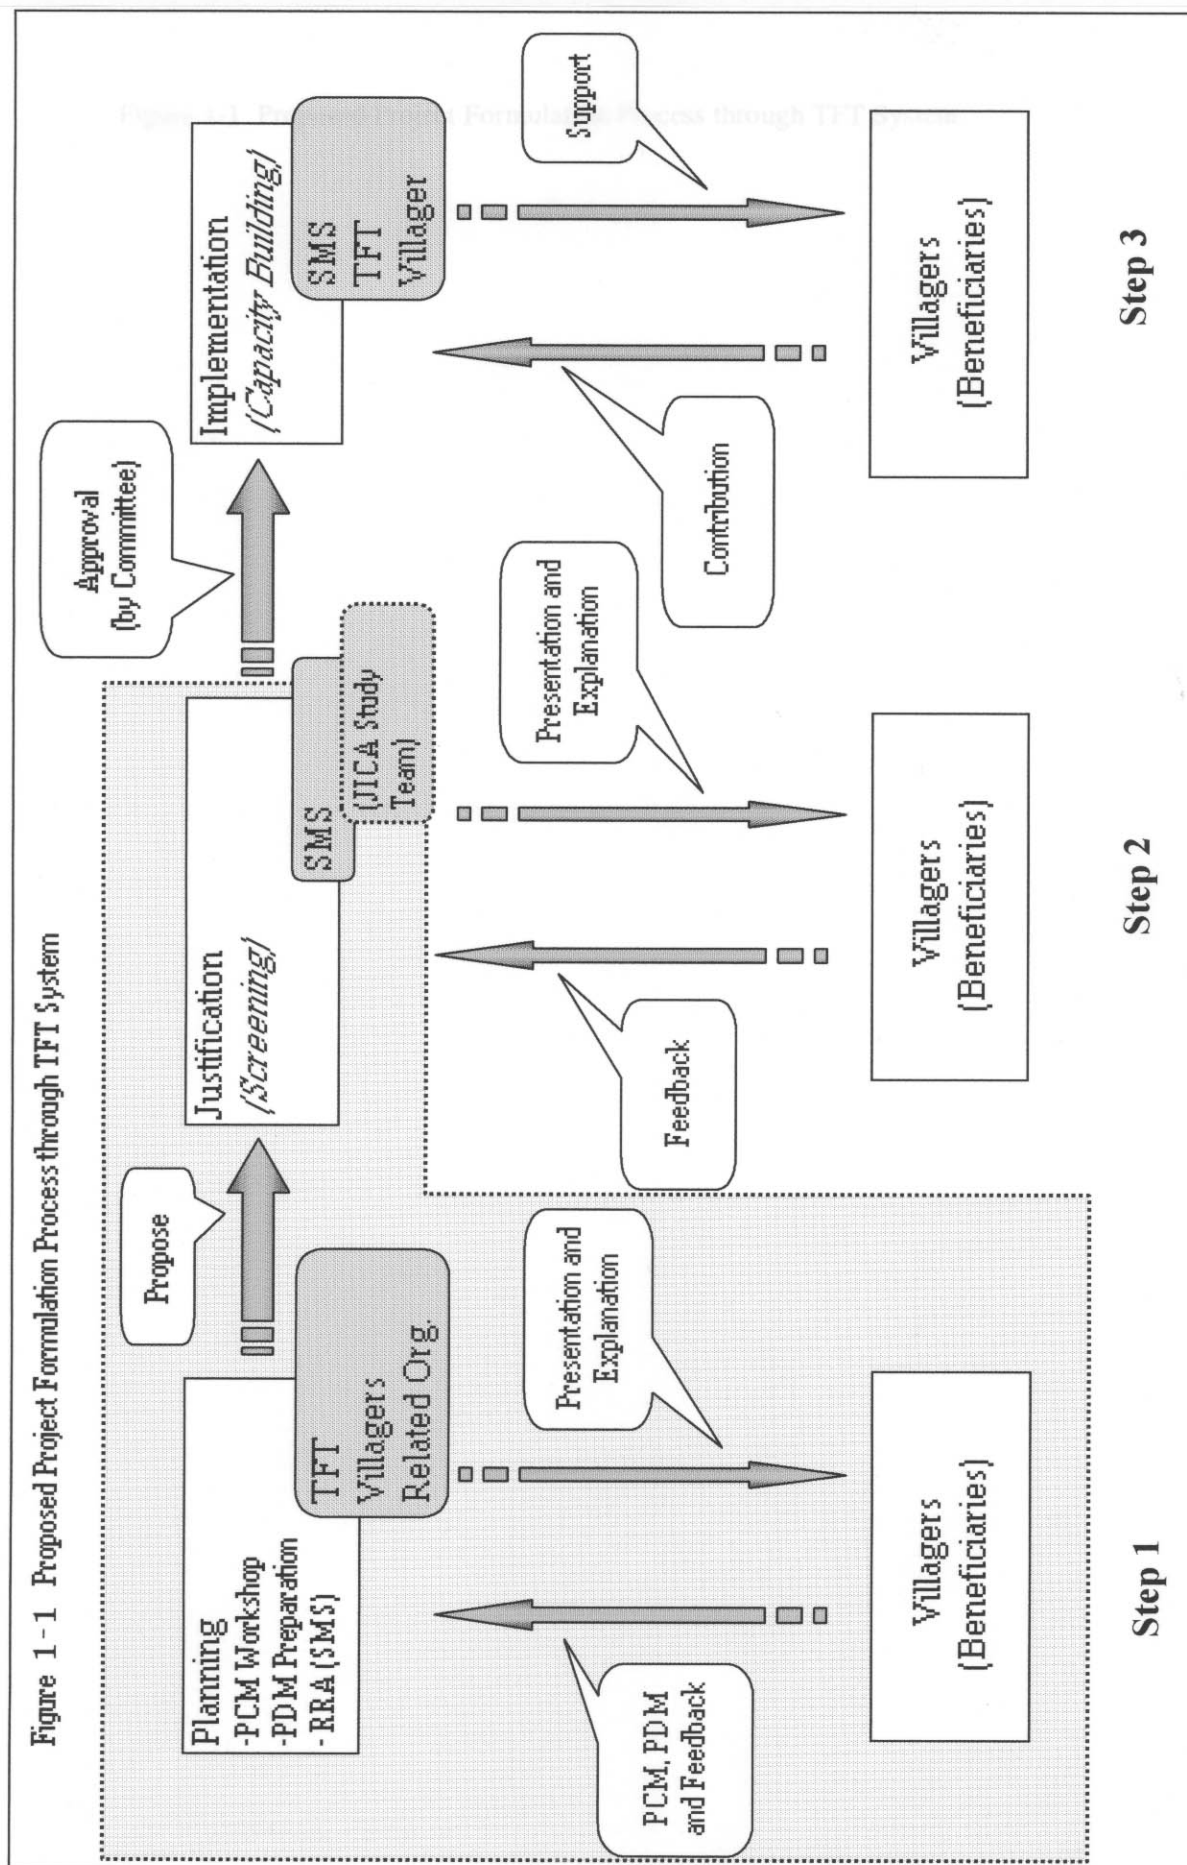 Figure 1-1 Proposed Project Formulation Process through TFT System
Propose
Approval
(by Committee)
Planning
-PCM Workshop
-PDM Preparation
-RRA(SMS)
TFT
Villagers
Related Org.
Justification
(Screening)
SMS
(JICA Study
Team)
Implementation
(Capacity Building)
SMS
TFT
Villager
PCM, PDM
and Feedback
Presentation and
Explanation
Feedback
Presentation and
Explanation
Contribution
Support
Villagers
(Beneficiaries)
Villagers
(Beneficiaries)
Villagers
(Beneficiaries)
Step 1
Step 2
Step 3